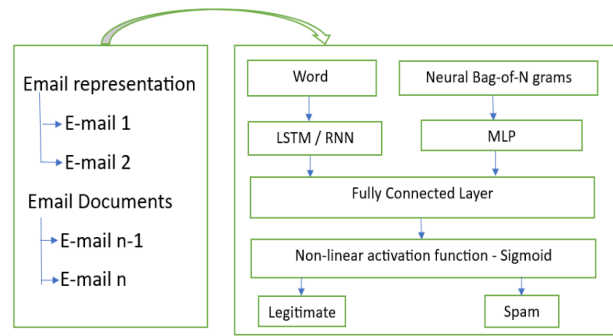 Email representation
E-mail 1
E-mail 2
Email Documents
E-mail n-1
E-mail n
Word
Neural Bag-of-N grams
LSTM / RNN
MLP
Fully Connected Layer
Non-linear activation function - Sigmoid
Legitimate
Spam